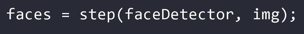 faces = step(faceDetector, img);